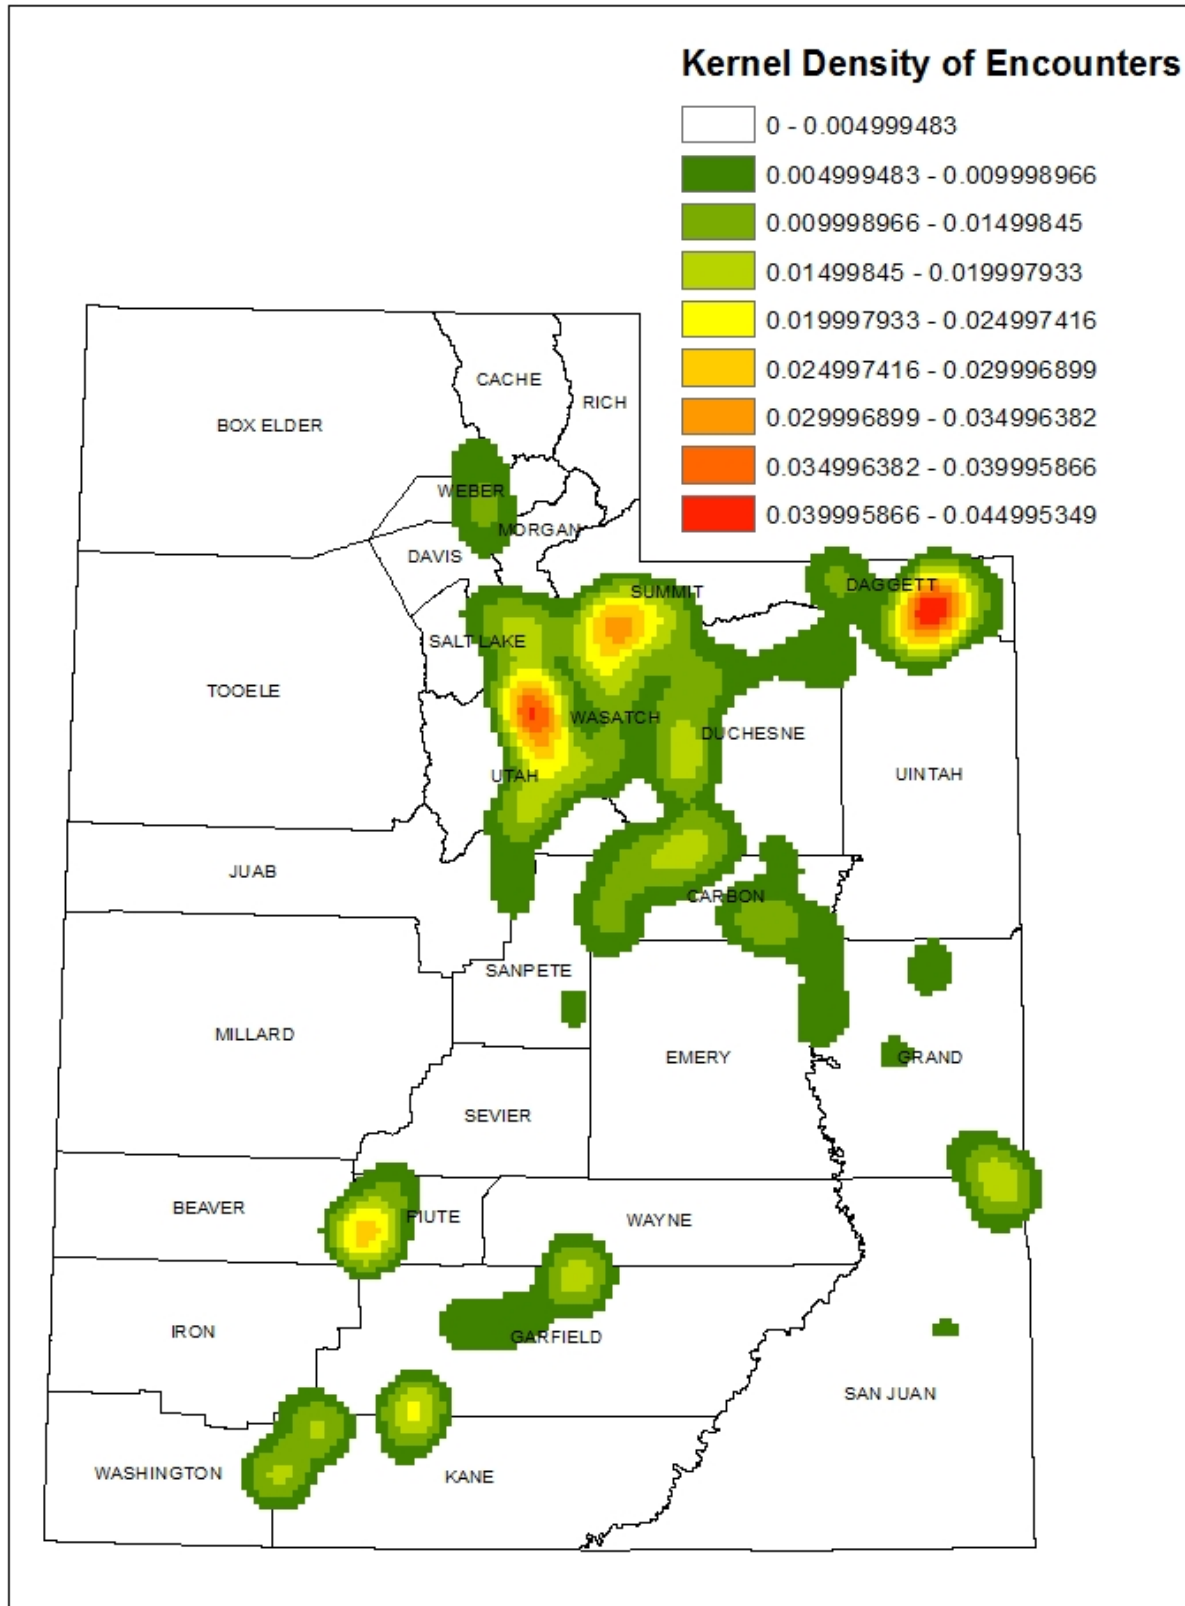 Kernel Density of Encounters
0 - 0.004999483
0.004999483 - 0.009998966
0.009998966 - 0.01499845
0.01499845 - 0.019997933
0.019997933 - 0.024997416
0.024997416 - 0.029996899
0.029996899 - 0.034996382
0.034996382 - 0.039995866
0.039995866 - 0.044995349
CACHE
RICH
BOX ELDER
WEBER
MORGAN
DAVIS
DAGGETT
SUMMIT
SALT LAKE
TOOELE
WASATCH
DUCHESNE
UTAH
UINTAH
JUAB
CARBON
SANPETE
MILLARD
EMERY
GRAND
SEVIER
BEAVER
PIUTE
WAYNE
IRON
GARFIELD
SAN JUAN
WASHINGTON
KANE